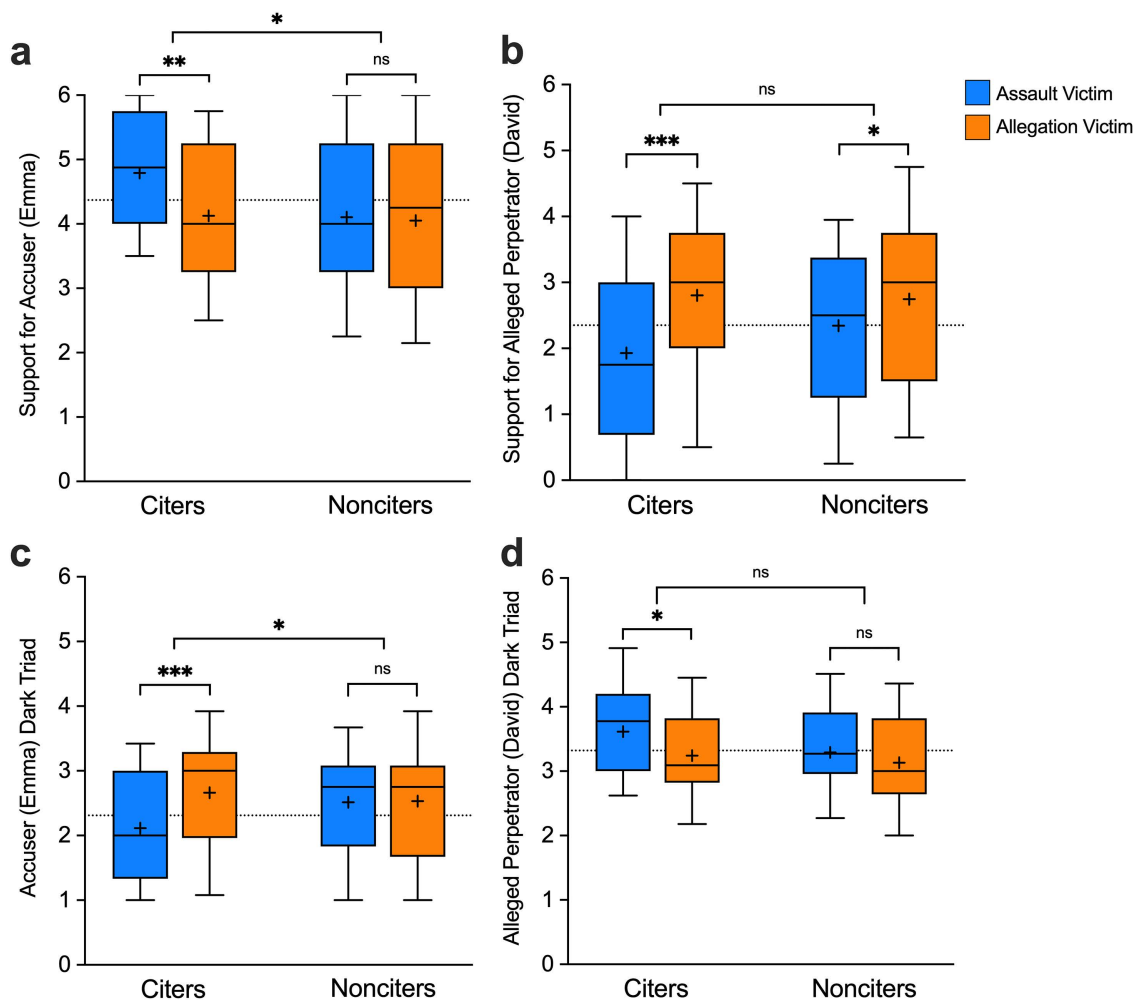 a
*
**
ns
6
5
4
3
2
1
0
Support for Accuser (Emma)
Citers
Nonciters
b
ns
***
*
6
5
4
3
2
1
0
Support for Alleged Perpetrator (David)
Citers
Nonciters
Assault Victim
Allegation Victim
c
*
***
ns
6
5
4
3
2
1
0
Accuser (Emma) Dark Triad
Citers
Nonciters
d
ns
*
ns
6
5
4
3
2
1
0
Alleged Perpetrator (David) Dark Triad
Citers
Nonciters